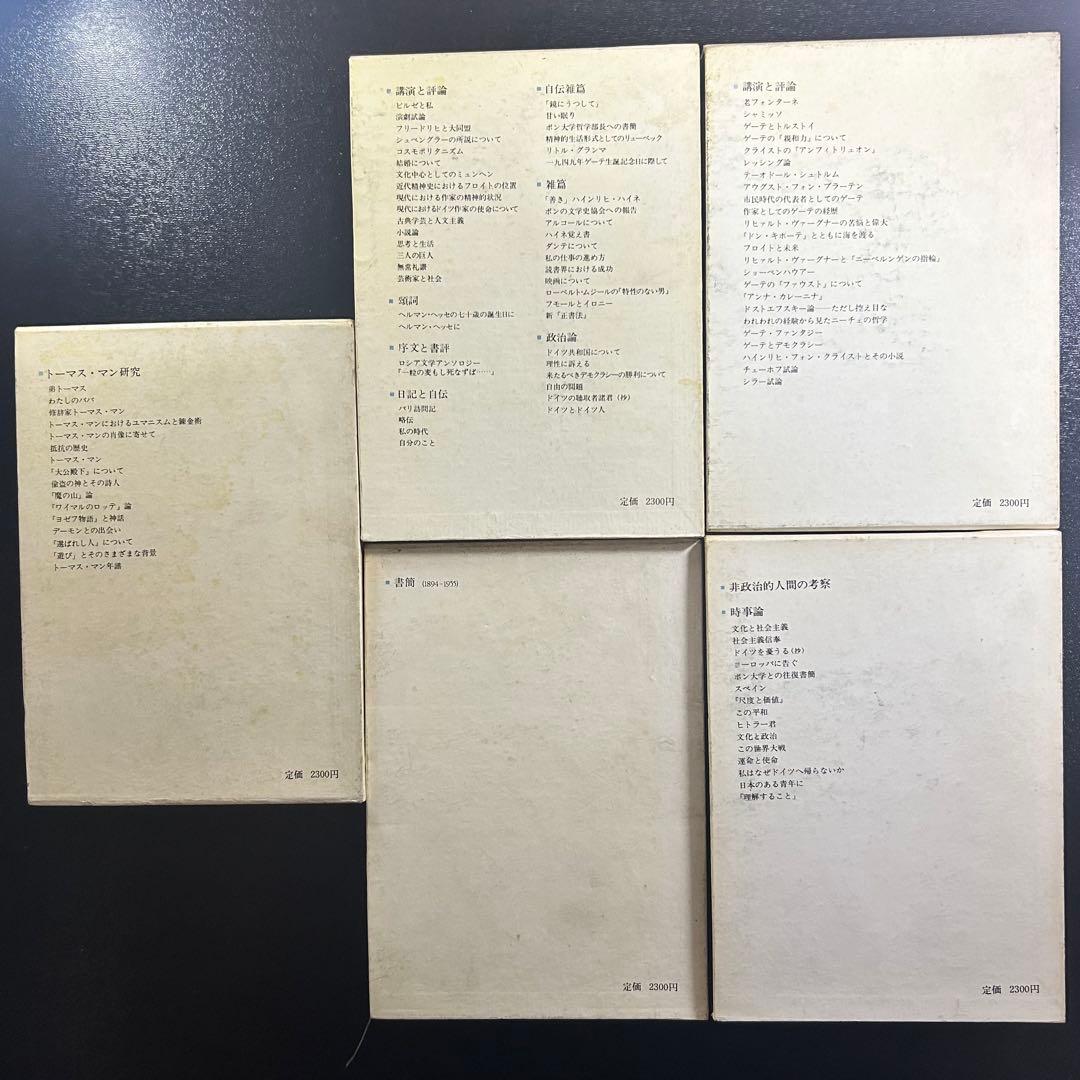 トーマス・マン研究
弟トーマス
わたしのパパ
修辞家トーマス・マン
トーマス・マンにおけるユマニスムと錬金術
トーマス・マンの肖像に寄せて
抵抗の歴史
トーマス・マン
『大公殿下』について
偸盗の神とその詩人
『魔の山』論
『ワイマルのロッテ』論
『ヨゼフ物語』と神話
デーモンとの出会い
『選ばれし人』について
「遊び」とそのさまざまな背景
トーマス・マン年譜
定価 2300円
講演と評論
ビルゼと私
演劇試論
フリードリヒと大同盟
シュペングラーの所説について
コスモポリタニズム
結婚について
文化中心としてのミュンヘン
近代精神史におけるフロイトの位置
現代における作家の精神的状況
現代におけるドイツ作家の使命について
古典学芸と人文主義
小説論
思考と生活
三人の巨人
無常礼讃
芸術家と社会
頌詞
ヘルマン・ヘッセの七十歳の誕生日に
ヘルマン・ヘッセに
序文と書評
ロシア文学アンソロジー
「一粒の麦もし死なずば……」
日記と自伝
パリ訪問記
略伝
私の時代
自分のこと
自伝雑篇
「鏡にうつして」
甘い眠り
ボン大学哲学部長への書簡
精神的生活形式としてのリューベック
リトル・グランマ
一九四九年ゲーテ生誕記念日に際して
雑篇
「善き」ハインリヒ・ハイネ
ボンの文学史協会への報告
アルコールについて
ハイネ覚え書
ダンテについて
私の仕事の進め方
読書界における成功
映画について
ローベルト・ムジールの「特性のない男」
フモールとイロニー
新「正書法」
政治論
ドイツ共和国について
理性に訴える
来たるべきデモクラシーの勝利について
自由の問題
ドイツの聴取者諸君(抄)
ドイツとドイツ人
定価 2300円
講演と評論
老フォンターネ
シャミッソ
ゲーテとトルストイ
ゲーテの『親和力』について
クライストの『アンフィトリュオン』
レッシング論
テーオドール・シュトルム
アウグスト・フォン・プラーテン
市民時代の代表者としてのゲーテ
作家としてのゲーテの経歴
リヒァルト・ヴァーグナーの苦悩と偉大
『ドン・キホーテ』とともに海を渡る
フロイトと未来
リヒァルト・ヴァーグナーと『ニーベルンゲンの指輪』
ショーペンハウアー
ゲーテの『ファウスト』について
『アンナ・カレーニナ』
ドストエフスキー論――ただし控え目な
われわれの経験から見たニーチェの哲学
ゲーテ・ファンタジー
ゲーテとデモクラシー
ハインリヒ・フォン・クライストとその小説
チェーホフ試論
シラー試論
定価 2300円
書簡 (1894-1955)
定価 2300円
非政治的人間の考察
時事論
文化と社会主義
社会主義信奉
ドイツを憂うる(抄)
ヨーロッパに告ぐ
ボン大学との往復書簡
スペイン
『尺度と価値』
この平和
ヒトラー君
文化と政治
この世界大戦
運命と使命
私はなぜドイツへ帰らないか
日本のある青年に
『理解すること』
定価 2300円